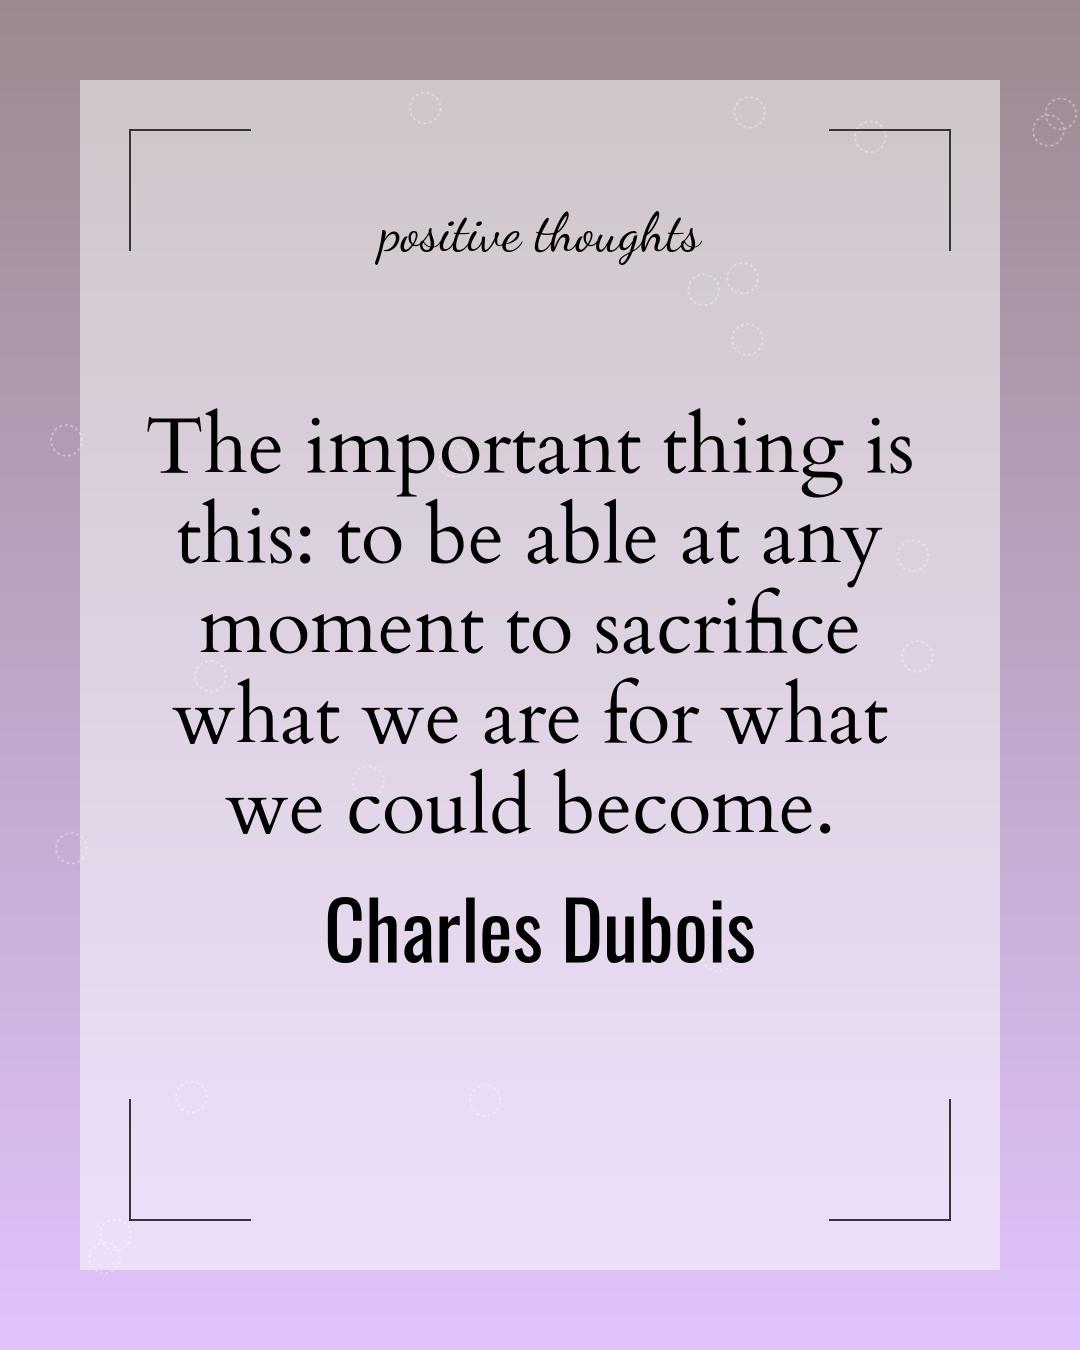 positive thoughts
The important thing is
this: to be able at any
moment to sacrifice
what we are for what
we could become.
Charles Dubois